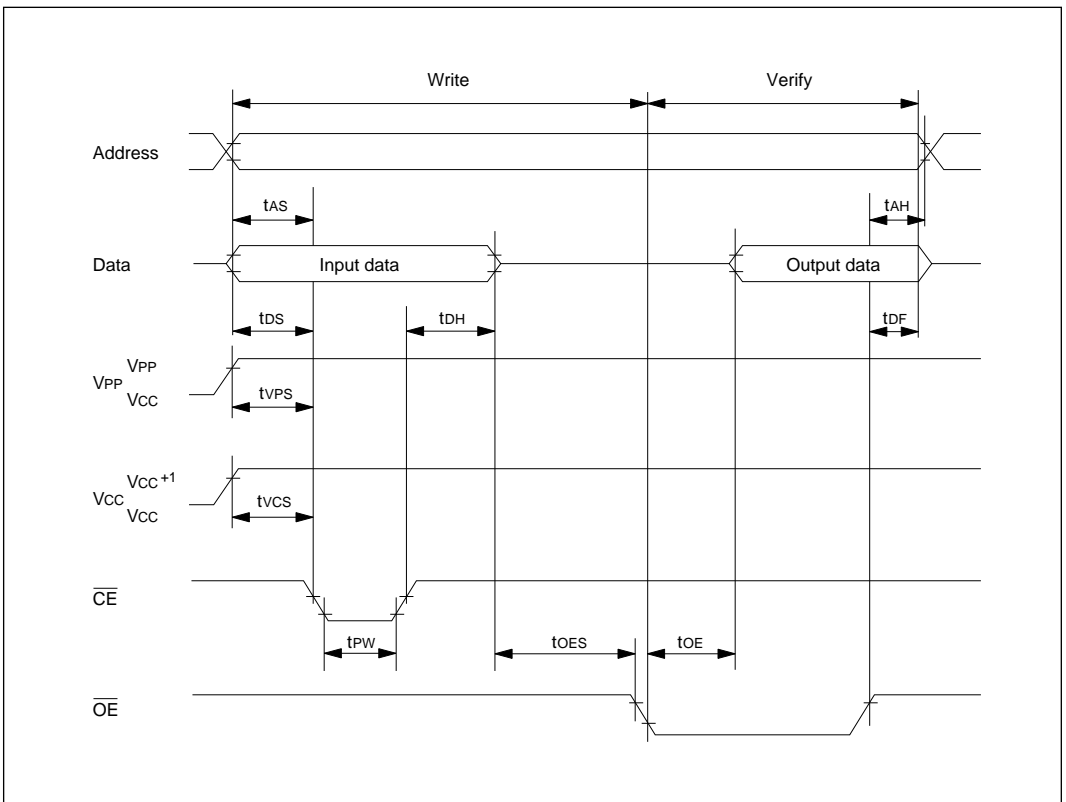 Write Verify
Address
tAS tAH
Data Input data Output data
tDS tDH tDF
VPP
VPP
VCC tVPS
VCC+1
VCC
VCC tVCS
CE
tPW tOES tOE
OE